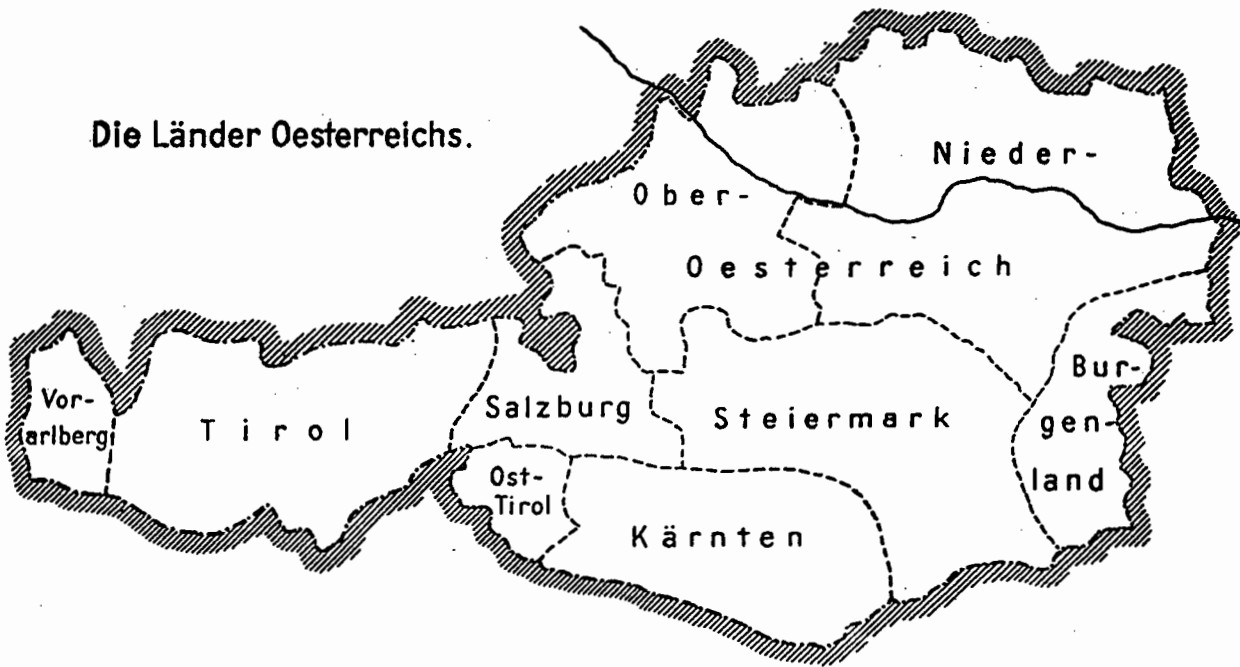 Die Länder Oesterreichs.
Nieder-
Ober-
Oesterreich
Bur-
gen-
land
Vor-
arlberg
Tirol
Salzburg
Steiermark
Ost-
Tirol
Kärnten